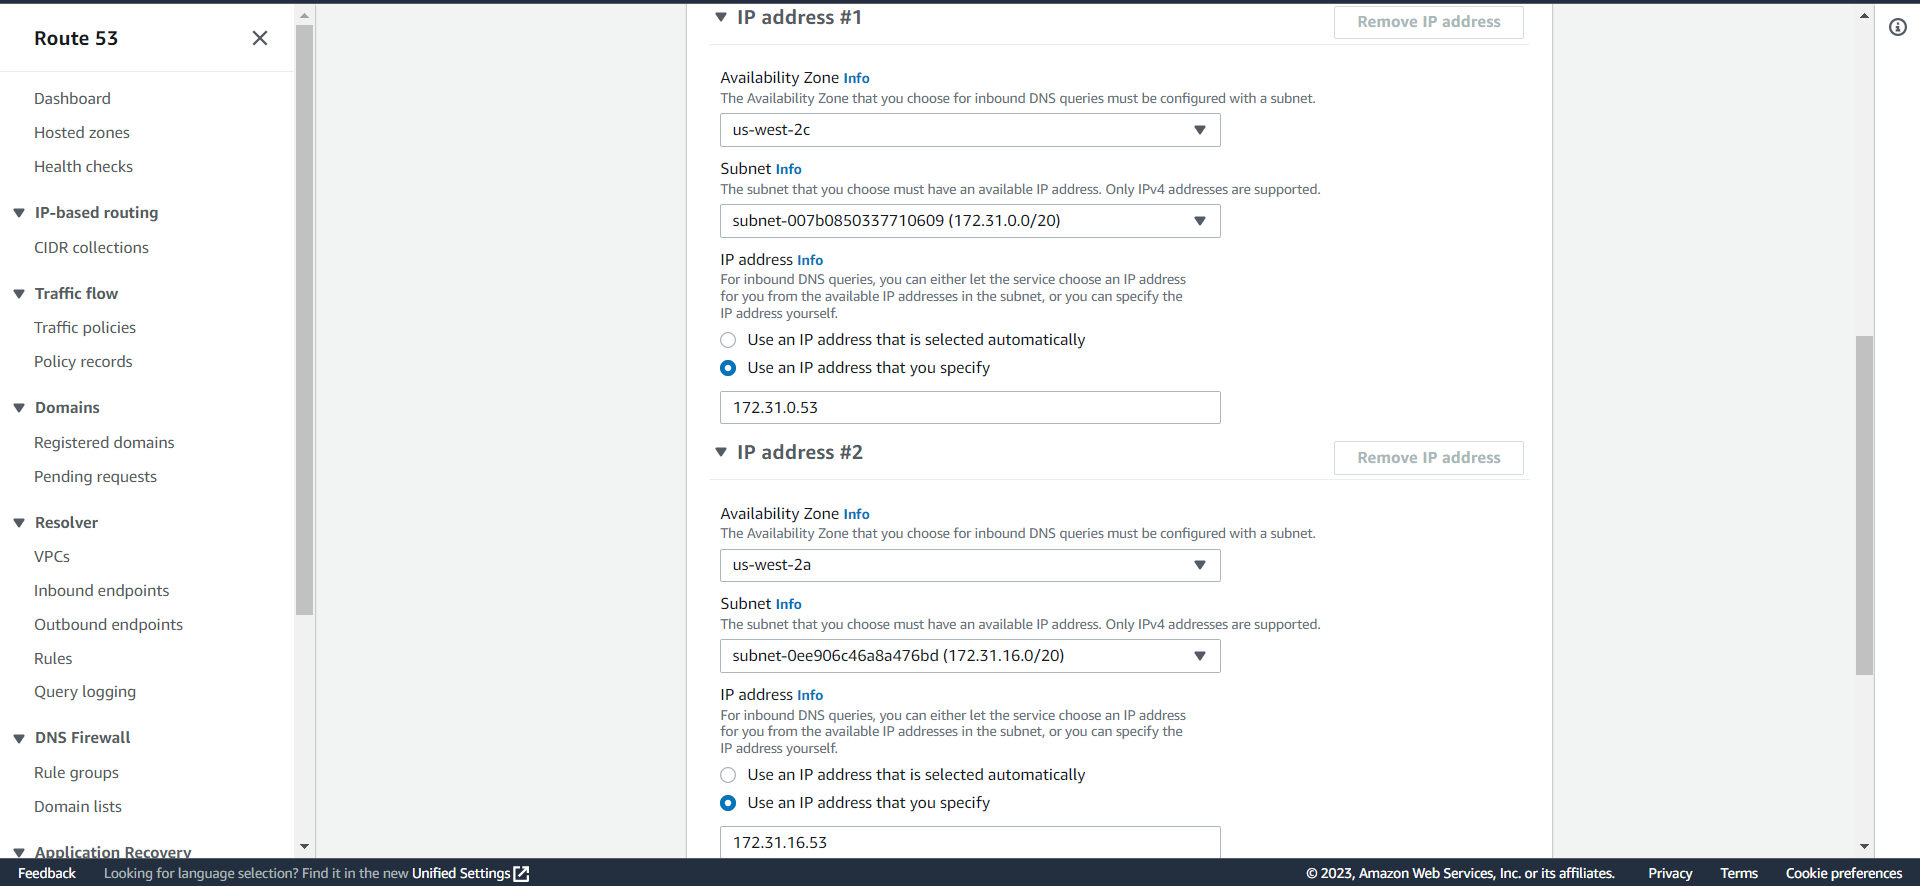 Route 53
Dashboard
Hosted zones
Health checks
IP-based routing
CIDR collections
Traffic flow
Traffic policies
Policy records
Domains
Registered domains
Pending requests
Resolver
VPCs
Inbound endpoints
Outbound endpoints
Rules
Query logging
DNS Firewall
Rule groups
Domain lists
Application Recovery
IP address #1
Remove IP address
Availability Zone Info
The Availability Zone that you choose for inbound DNS queries must be configured with a subnet.
us-west-2c
Subnet Info
The subnet that you choose must have an available IP address. Only IPv4 addresses are supported.
subnet-007b0850337710609 (172.31.0.0/20)
IP address Info
For inbound DNS queries, you can either let the service choose an IP address
for you from the available IP addresses in the subnet, or you can specify the
IP address yourself.
Use an IP address that is selected automatically
Use an IP address that you specify
172.31.0.53
IP address #2
Remove IP address
Availability Zone Info
The Availability Zone that you choose for inbound DNS queries must be configured with a subnet.
us-west-2a
Subnet Info
The subnet that you choose must have an available IP address. Only IPv4 addresses are supported.
subnet-0ee906c46a8a476bd (172.31.16.0/20)
IP address Info
For inbound DNS queries, you can either let the service choose an IP address
for you from the available IP addresses in the subnet, or you can specify the
IP address yourself.
Use an IP address that is selected automatically
Use an IP address that you specify
172.31.16.53
Feedback Looking for language selection? Find it in the new Unified Settings © 2023, Amazon Web Services, Inc. or its affiliates. Privacy Terms Cookie preferences